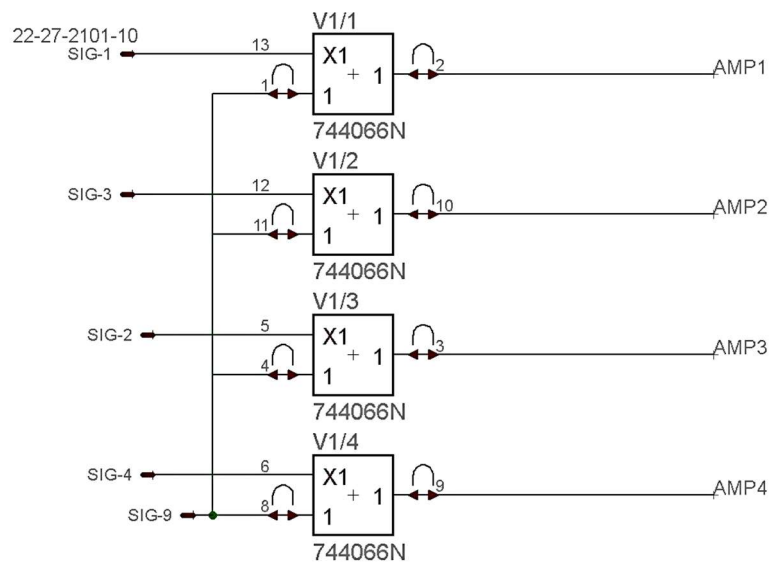 V1/1
22-27-2101-10
SIG-1 13 X1 1 2 AMP1
1 1
744066N
V1/2
SIG-3 12 X1 1 10 AMP2
11 1
744066N
V1/3
SIG-2 5 X1 1 3 AMP3
4 1
744066N
V1/4
SIG-4 6 X1 1 9 AMP4
SIG-9 8 1
744066N